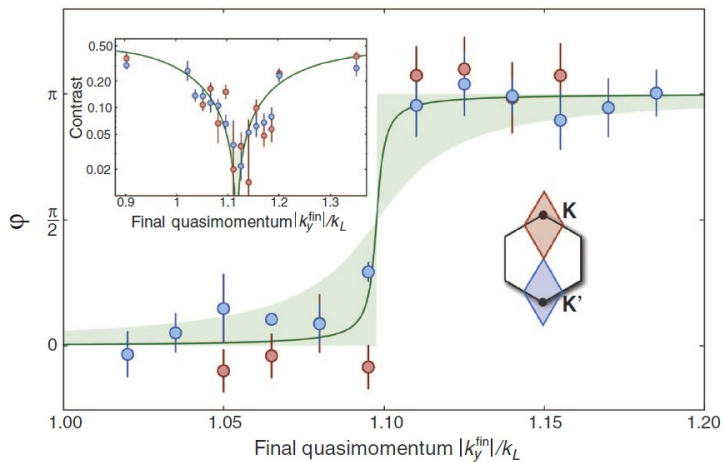 0.50
0.20
0.10
0.05
0.02
Contrast
0.9
1
1.1
1.2
1.3
Final quasimomentum |k_y^fin|/k_L
π
π/2
0
φ
K
K'
1.00
1.05
1.10
1.15
1.20
Final quasimomentum |k_y^fin|/k_L